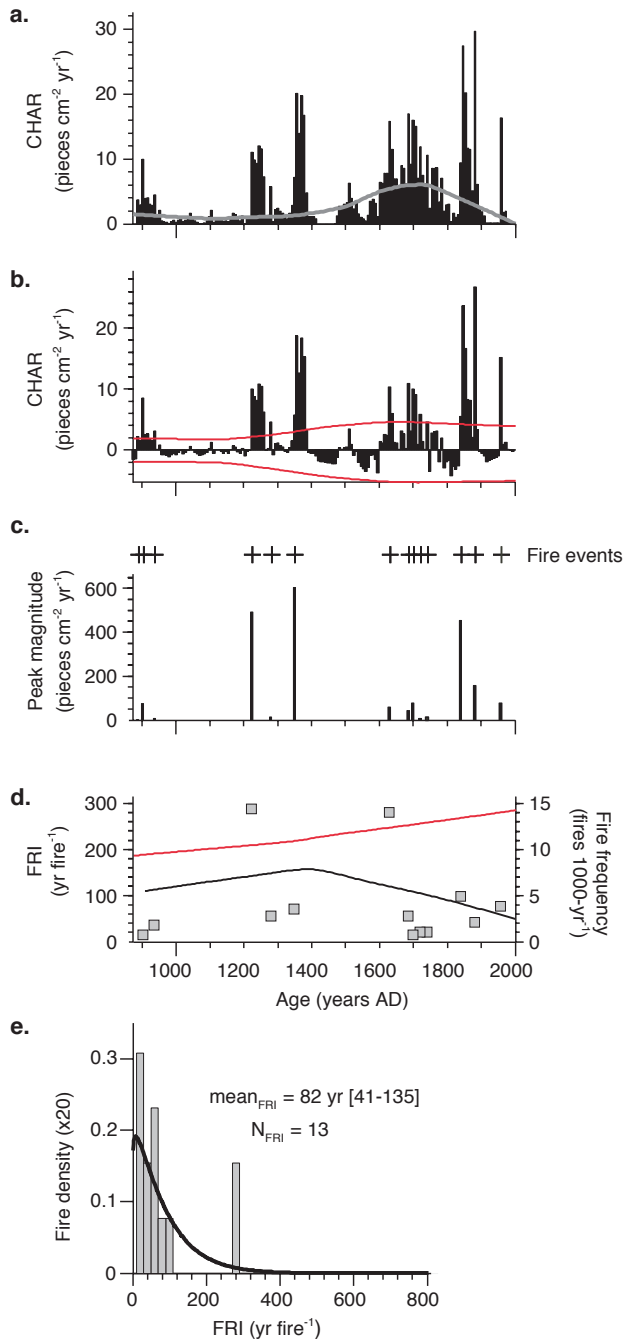 a.
30
20
10
0
CHAR
(pieces cm⁻² yr⁻¹)
b.
20
10
0
CHAR
(pieces cm⁻² yr⁻¹)
c.
Fire events
600
400
200
0
Peak magnitude
(pieces cm⁻² yr⁻¹)
d.
300
200
100
0
FRI
(yr fire⁻¹)
15
10
5
0
Fire frequency
(fires 1000-yr⁻¹)
1000 1200 1400 1600 1800 2000
Age (years AD)
e.
0.3
0.2
0.1
0
Fire density (x20)
mean_FRI = 82 yr [41-135]
N_FRI = 13
0 200 400 600 800
FRI (yr fire⁻¹)